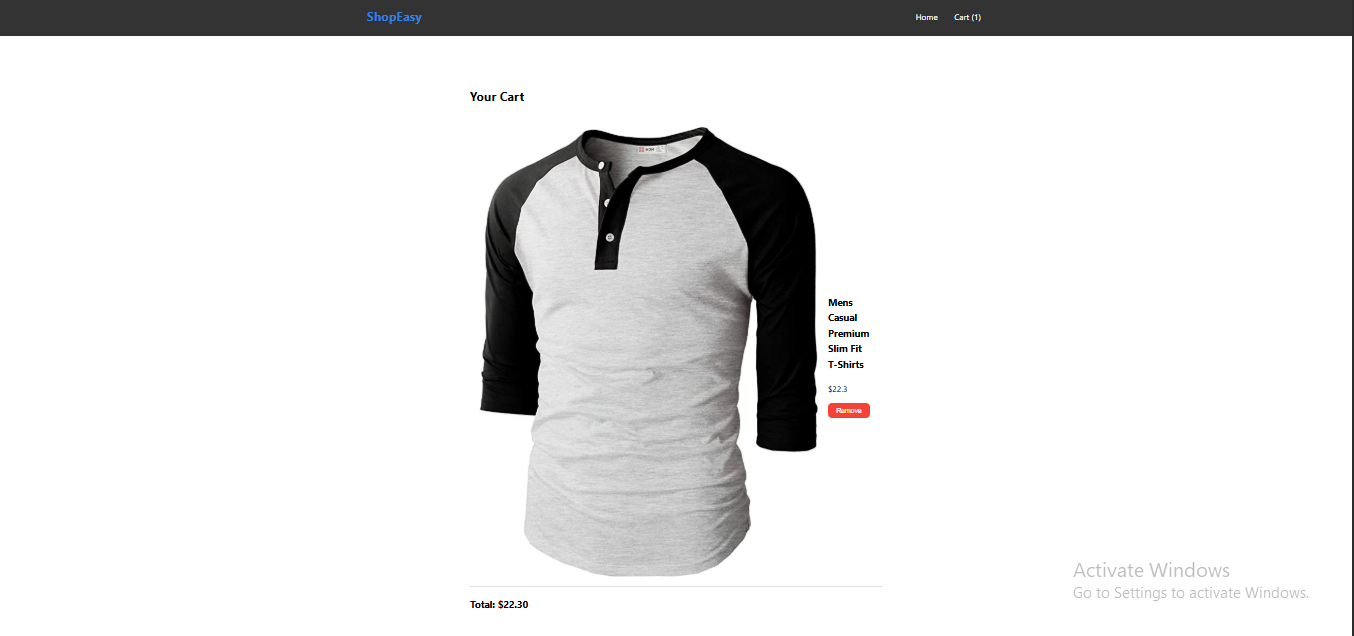 ShopEasy
Home
Cart (1)
Your Cart
Mens
Casual
Premium
Slim Fit
T-Shirts
$22.3
Remove
Total: $22.30
Activate Windows
Go to Settings to activate Windows.